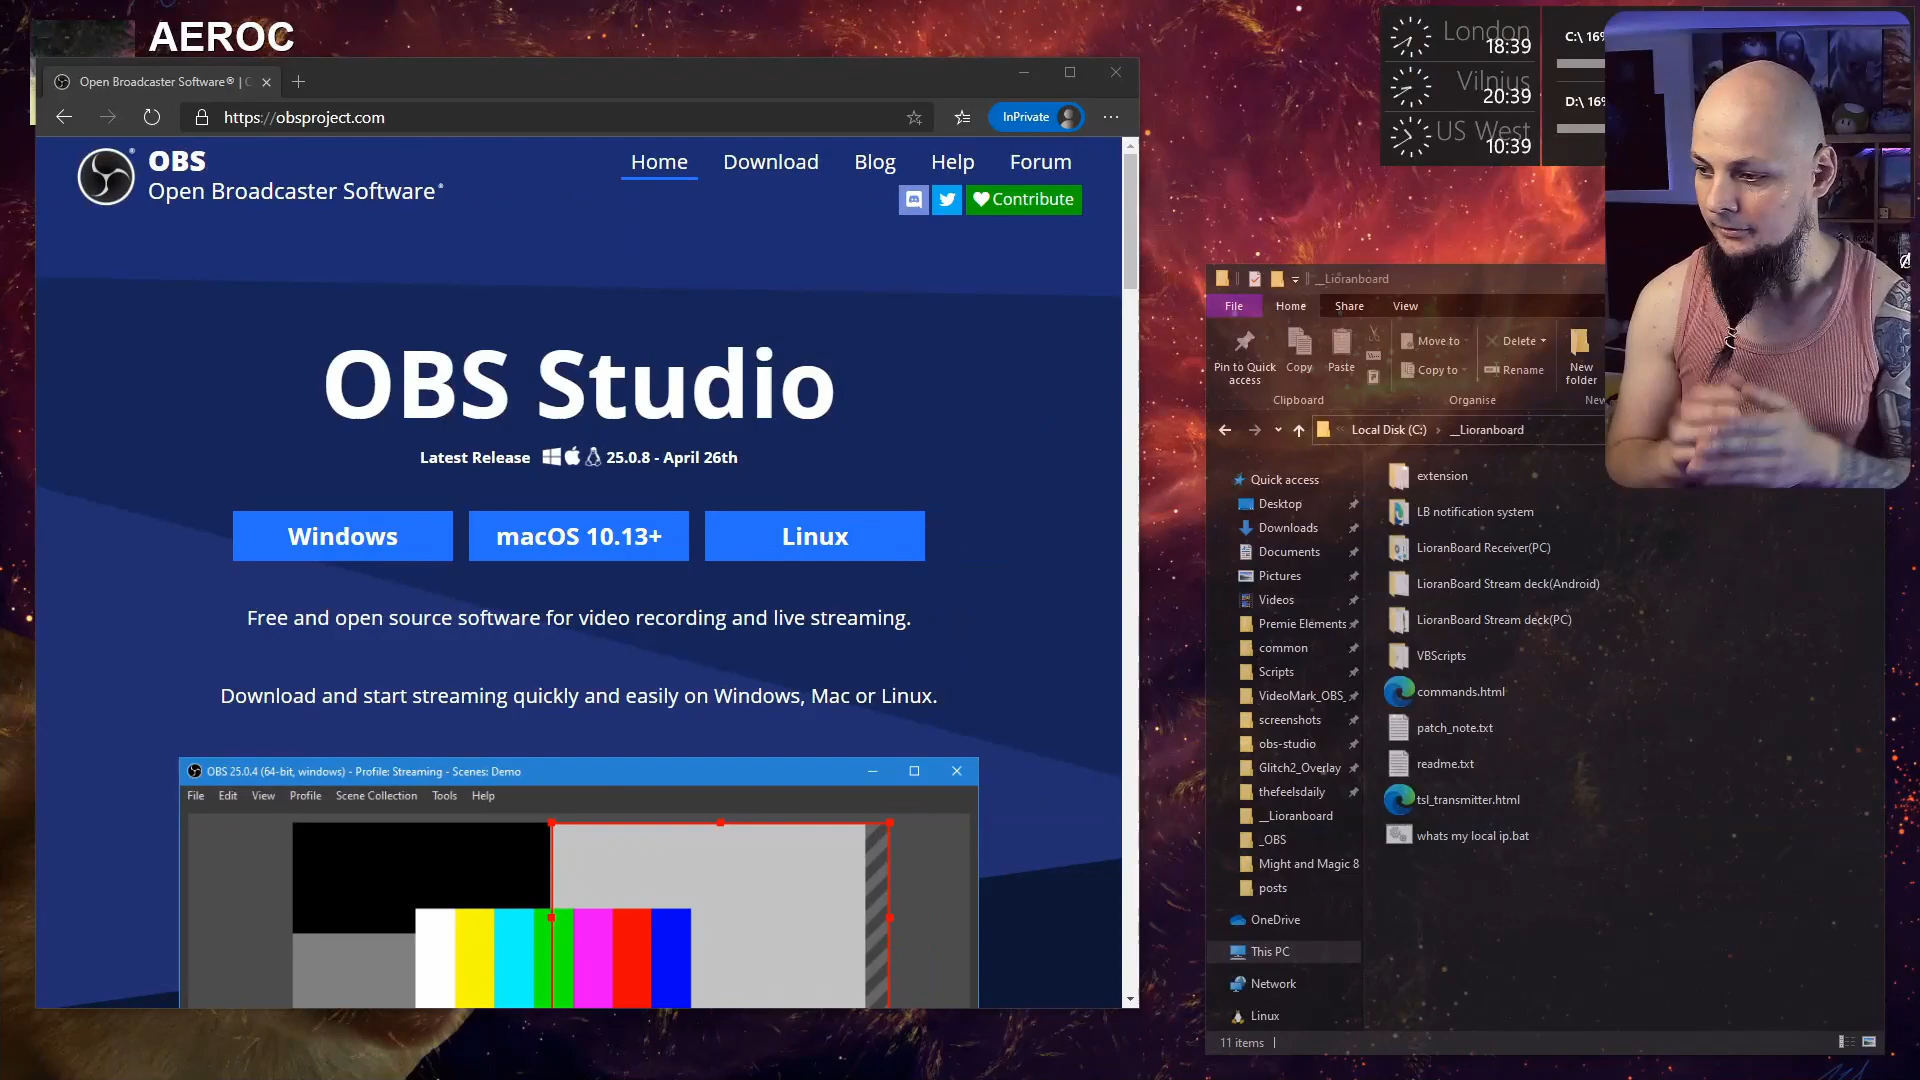 AEROC
Open Broadcaster Software® |
https://obsproject.com
InPrivate
OBS
Open Broadcaster Software®
Home Download Blog Help Forum
Contribute
OBS Studio
Latest Release 25.0.8 - April 26th
Windows macOS 10.13+ Linux
Free and open source software for video recording and live streaming.
Download and start streaming quickly and easily on Windows, Mac or Linux.
OBS 25.0.4 (64-bit, windows) - Profile: Streaming - Scenes: Demo
File Edit View Profile Scene Collection Tools Help
London
18:39
Vilnius
20:39
US West
10:39
C:\ 16%
D:\ 16%
__Lioranboard
File Home Share View
Pin to Quick access
Copy
Paste
Move to
Copy to
Delete
Rename
New folder
Clipboard
Organise
New
Local Disk (C:) › __Lioranboard
Quick access
Desktop
Downloads
Documents
Pictures
Videos
Premie Elements
common
Scripts
VideoMark_OBS_
screenshots
obs-studio
Glitch2_Overlay
thefeelsdaily
__Lioranboard
_OBS
Might and Magic 8
posts
OneDrive
This PC
Network
Linux
extension
LB notification system
LioranBoard Receiver(PC)
LioranBoard Stream deck(Android)
LioranBoard Stream deck(PC)
VBScripts
commands.html
patch_note.txt
readme.txt
tsl_transmitter.html
whats my local ip.bat
11 items